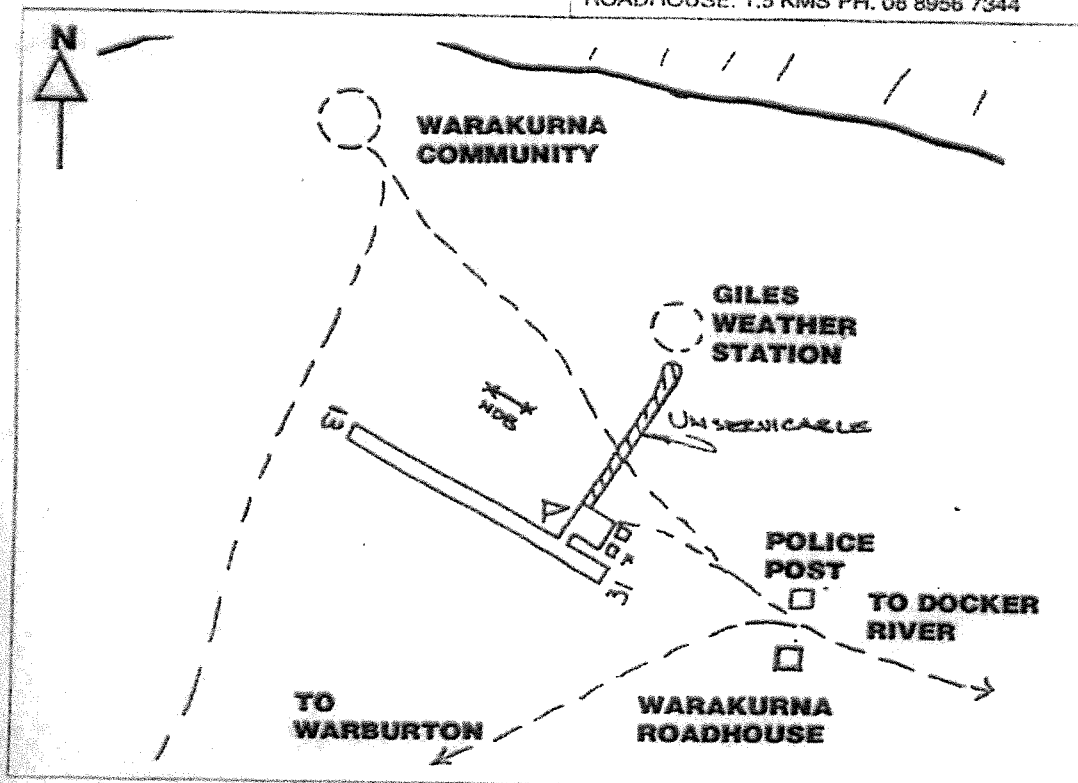 ROADHOUSE: 1.5 KMS PH. 08 8956 7344
N
WARAKURNA
COMMUNITY
GILES
WEATHER
STATION
NDB
UNSERVICABLE
13
31
POLICE
POST
TO DOCKER
RIVER
TO
WARBURTON
WARAKURNA
ROADHOUSE